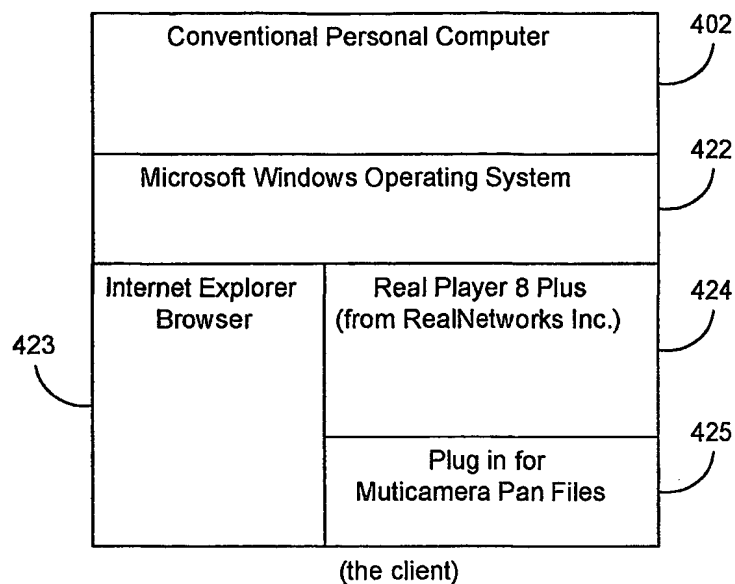 Conventional Personal Computer
402
Microsoft Windows Operating System
422
Internet Explorer
Browser
423
Real Player 8 Plus
(from RealNetworks Inc.)
424
Plug in for
Muticamera Pan Files
425
(the client)